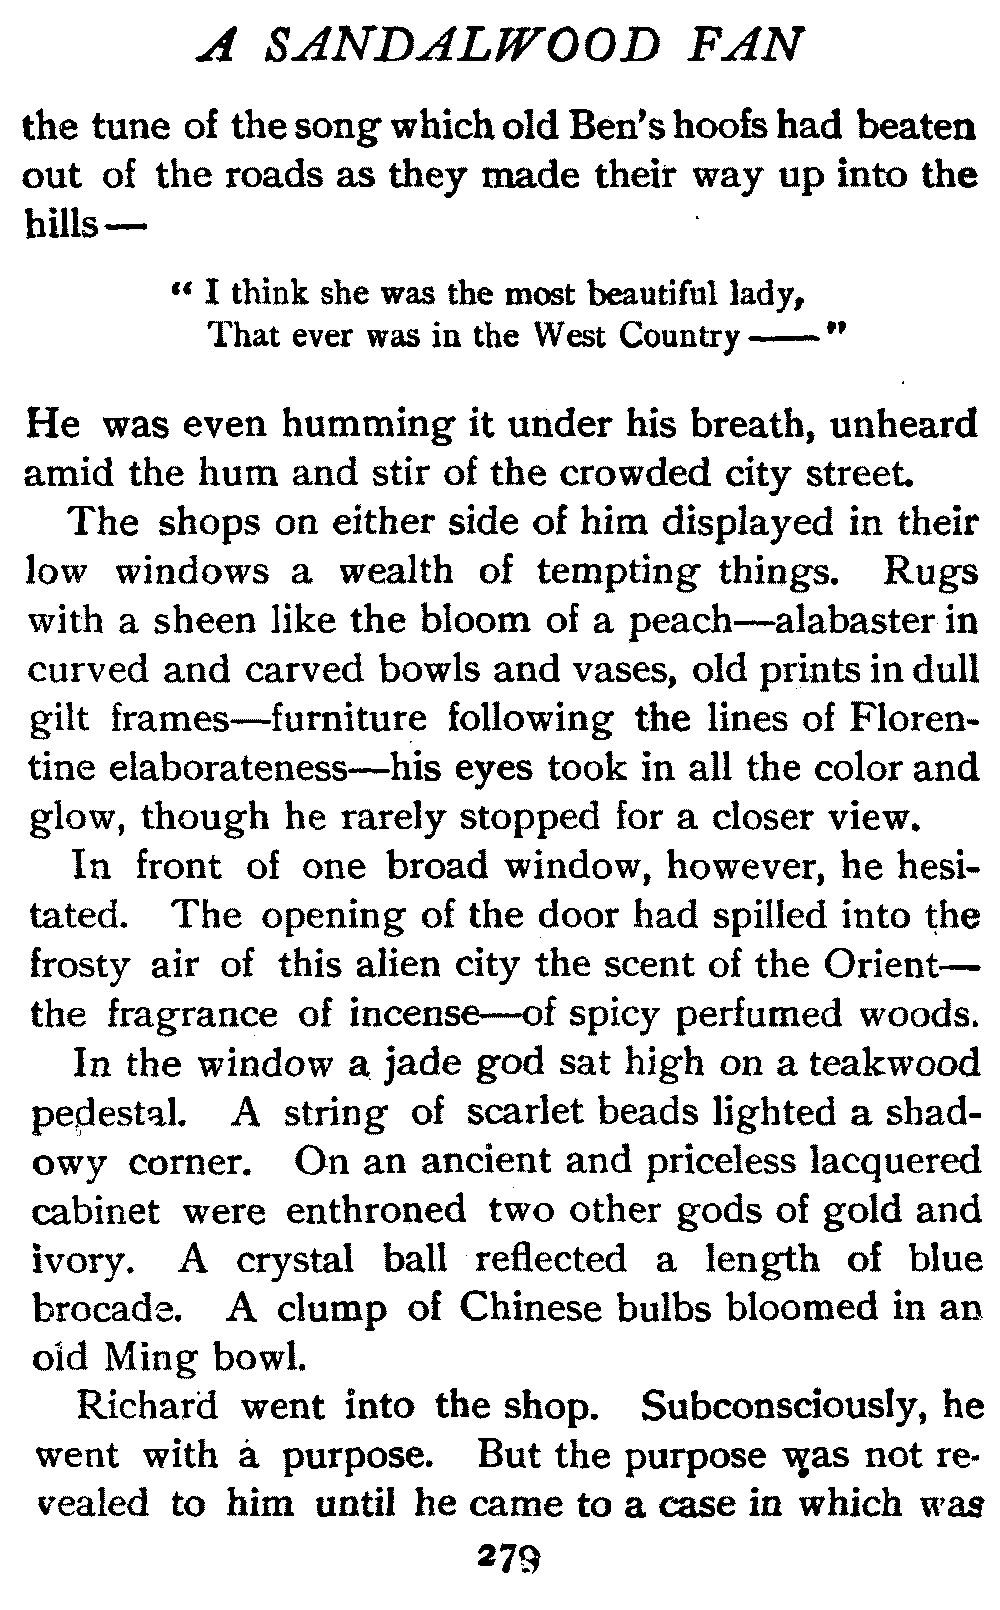 A SANDALWOOD FAN
the tune of the song which old Ben's hoofs had beaten
out of the roads as they made their way up into the
hills—
“ I think she was the most beautiful lady,
That ever was in the West Country——”
He was even humming it under his breath, unheard
amid the hum and stir of the crowded city street.
The shops on either side of him displayed in their
low windows a wealth of tempting things. Rugs
with a sheen like the bloom of a peach—alabaster in
curved and carved bowls and vases, old prints in dull
gilt frames—furniture following the lines of Floren-
tine elaborateness—his eyes took in all the color and
glow, though he rarely stopped for a closer view.
In front of one broad window, however, he hesi-
tated. The opening of the door had spilled into the
frosty air of this alien city the scent of the Orient—
the fragrance of incense—of spicy perfumed woods.
In the window a jade god sat high on a teakwood
pedestal. A string of scarlet beads lighted a shad-
owy corner. On an ancient and priceless lacquered
cabinet were enthroned two other gods of gold and
ivory. A crystal ball reflected a length of blue
brocade. A clump of Chinese bulbs bloomed in an
old Ming bowl.
Richard went into the shop. Subconsciously, he
went with a purpose. But the purpose was not re-
vealed to him until he came to a case in which was
279